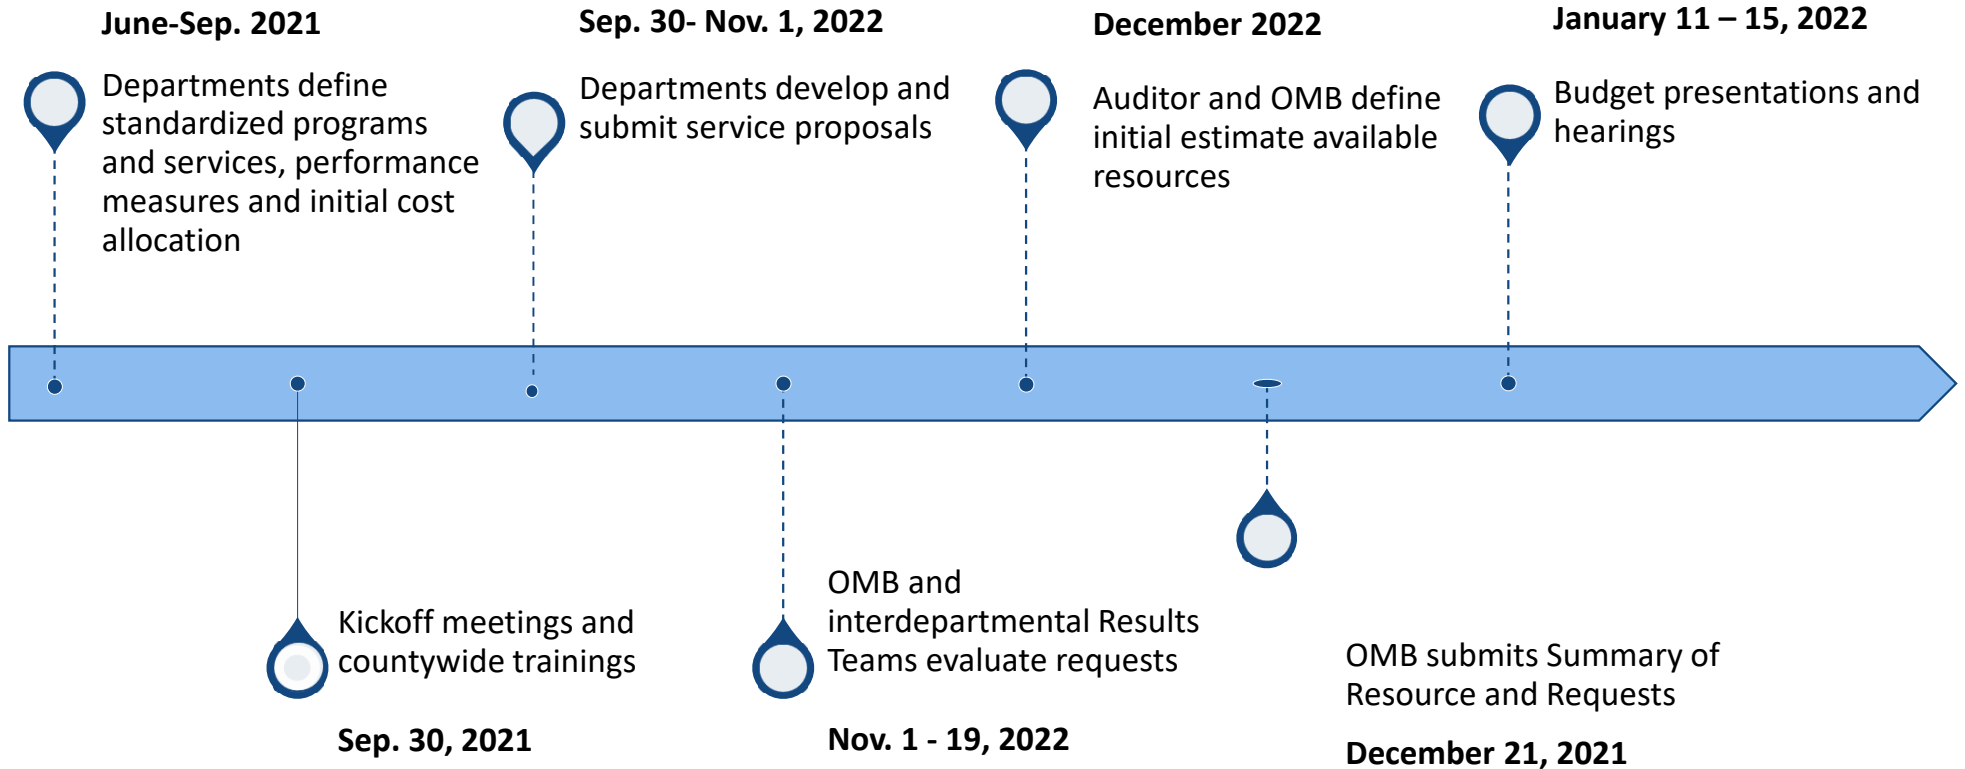 June-Sep. 2021
Departments define
standardized programs
and services, performance
measures and initial cost
allocation
Sep. 30- Nov. 1, 2022
Departments develop and
submit service proposals
December 2022
Auditor and OMB define
initial estimate available
resources
January 11 – 15, 2022
Budget presentations and
hearings
Kickoff meetings and
countywide trainings
Sep. 30, 2021
OMB and
interdepartmental Results
Teams evaluate requests
Nov. 1 - 19, 2022
OMB submits Summary of
Resource and Requests
December 21, 2021